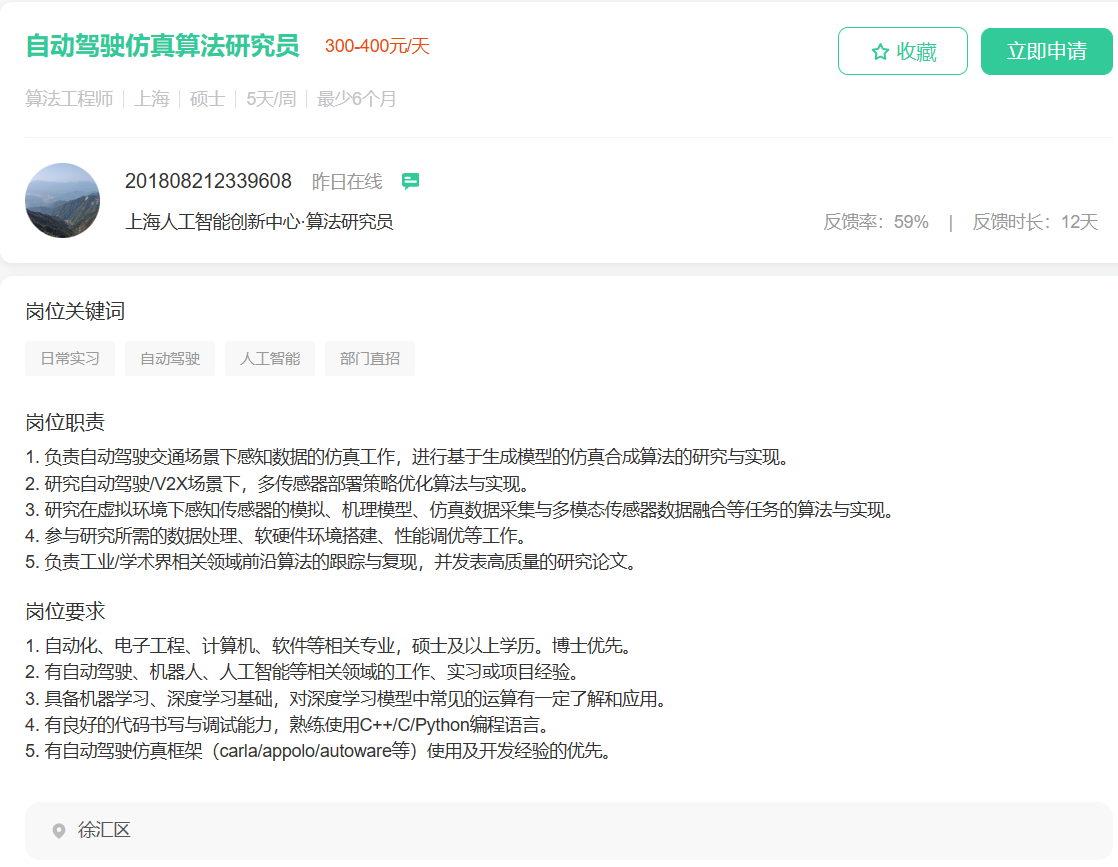 自动驾驶仿真算法研究员 300-400元/天 收藏 立即申请
算法工程师 上海 硕士 5天/周 最少6个月
201808212339608 昨日在线
上海人工智能创新中心·算法研究员 反馈率：59% | 反馈时长：12天
岗位关键词
日常实习 自动驾驶 人工智能 部门直招
岗位职责
1. 负责自动驾驶交通场景下感知数据的仿真工作，进行基于生成模型的仿真合成算法的研究与实现。
2. 研究自动驾驶/V2X场景下，多传感器部署策略优化算法与实现。
3. 研究在虚拟环境下感知传感器的模拟、机理模型、仿真数据采集与多模态传感器数据融合等任务的算法与实现。
4. 参与研究所需的数据处理、软硬件环境搭建、性能调优等工作。
5. 负责工业/学术界相关领域前沿算法的跟踪与复现，并发表高质量的研究论文。
岗位要求
1. 自动化、电子工程、计算机、软件等相关专业，硕士及以上学历。博士优先。
2. 有自动驾驶、机器人、人工智能等相关领域的工作、实习或项目经验。
3. 具备机器学习、深度学习基础，对深度学习模型中常见的运算有一定了解和应用。
4. 有良好的代码书写与调试能力，熟练使用C++/C/Python编程语言。
5. 有自动驾驶仿真框架（carla/appolo/autoware等）使用及开发经验的优先。
徐汇区